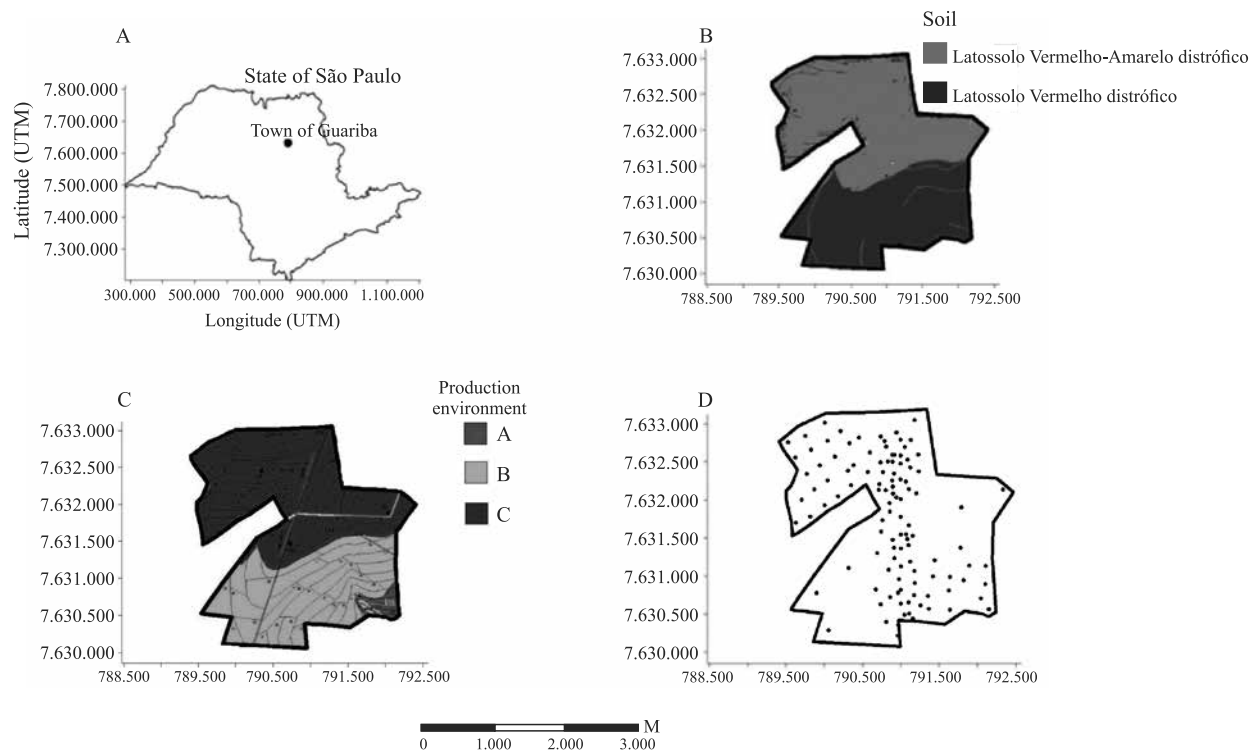 A
State of São Paulo
Town of Guariba
Latitude (UTM)
7.800.000
7.700.000
7.600.000
7.500.000
7.400.000
7.300.000
300.000 500.000 700.000 900.000 1.100.000
Longitude (UTM)
B
Soil
Latossolo Vermelho-Amarelo distrófico
Latossolo Vermelho distrófico
7.633.000
7.632.500
7.632.000
7.631.500
7.631.000
7.630.500
7.630.000
788.500 789.500 790.500 791.500 792.500
C
Production
environment
A
B
C
7.633.000
7.632.500
7.632.000
7.631.500
7.631.000
7.630.500
7.630.000
788.500 789.500 790.500 791.500 792.500
D
7.633.000
7.632.500
7.632.000
7.631.500
7.631.000
7.630.500
7.630.000
788.500 789.500 790.500 791.500 792.500
M
0 1.000 2.000 3.000